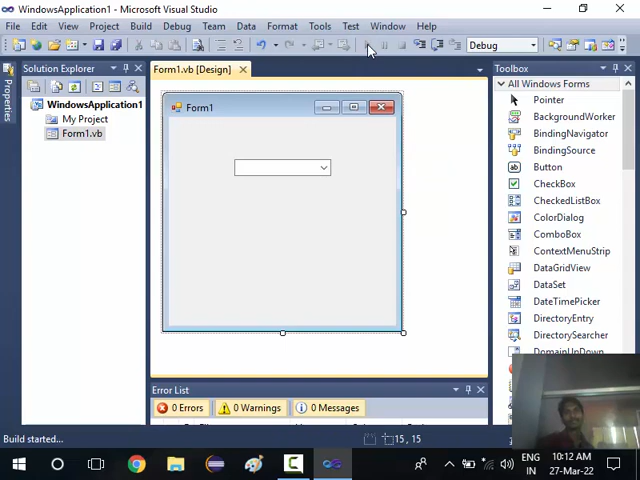 WindowsApplication1 - Microsoft Visual Studio
File Edit View Project Build Debug Team Data Format Tools Test Window Help
Debug
Solution Explorer
Form1.vb [Design]
Toolbox
Properties
WindowsApplication1
My Project
Form1.vb
Form1
All Windows Forms
Pointer
BackgroundWorker
BindingNavigator
BindingSource
Button
CheckBox
CheckedListBox
ColorDialog
ComboBox
ContextMenuStrip
DataGridView
DataSet
DateTimePicker
DirectoryEntry
DirectorySearcher
DomainUpDown
Error List
0 Errors
0 Warnings
0 Messages
Build started...
15 , 15
ENG
IN
10:12 AM
27-Mar-22